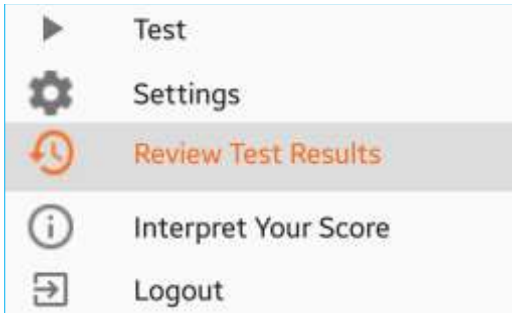 Test
Settings
Review Test Results
Interpret Your Score
Logout